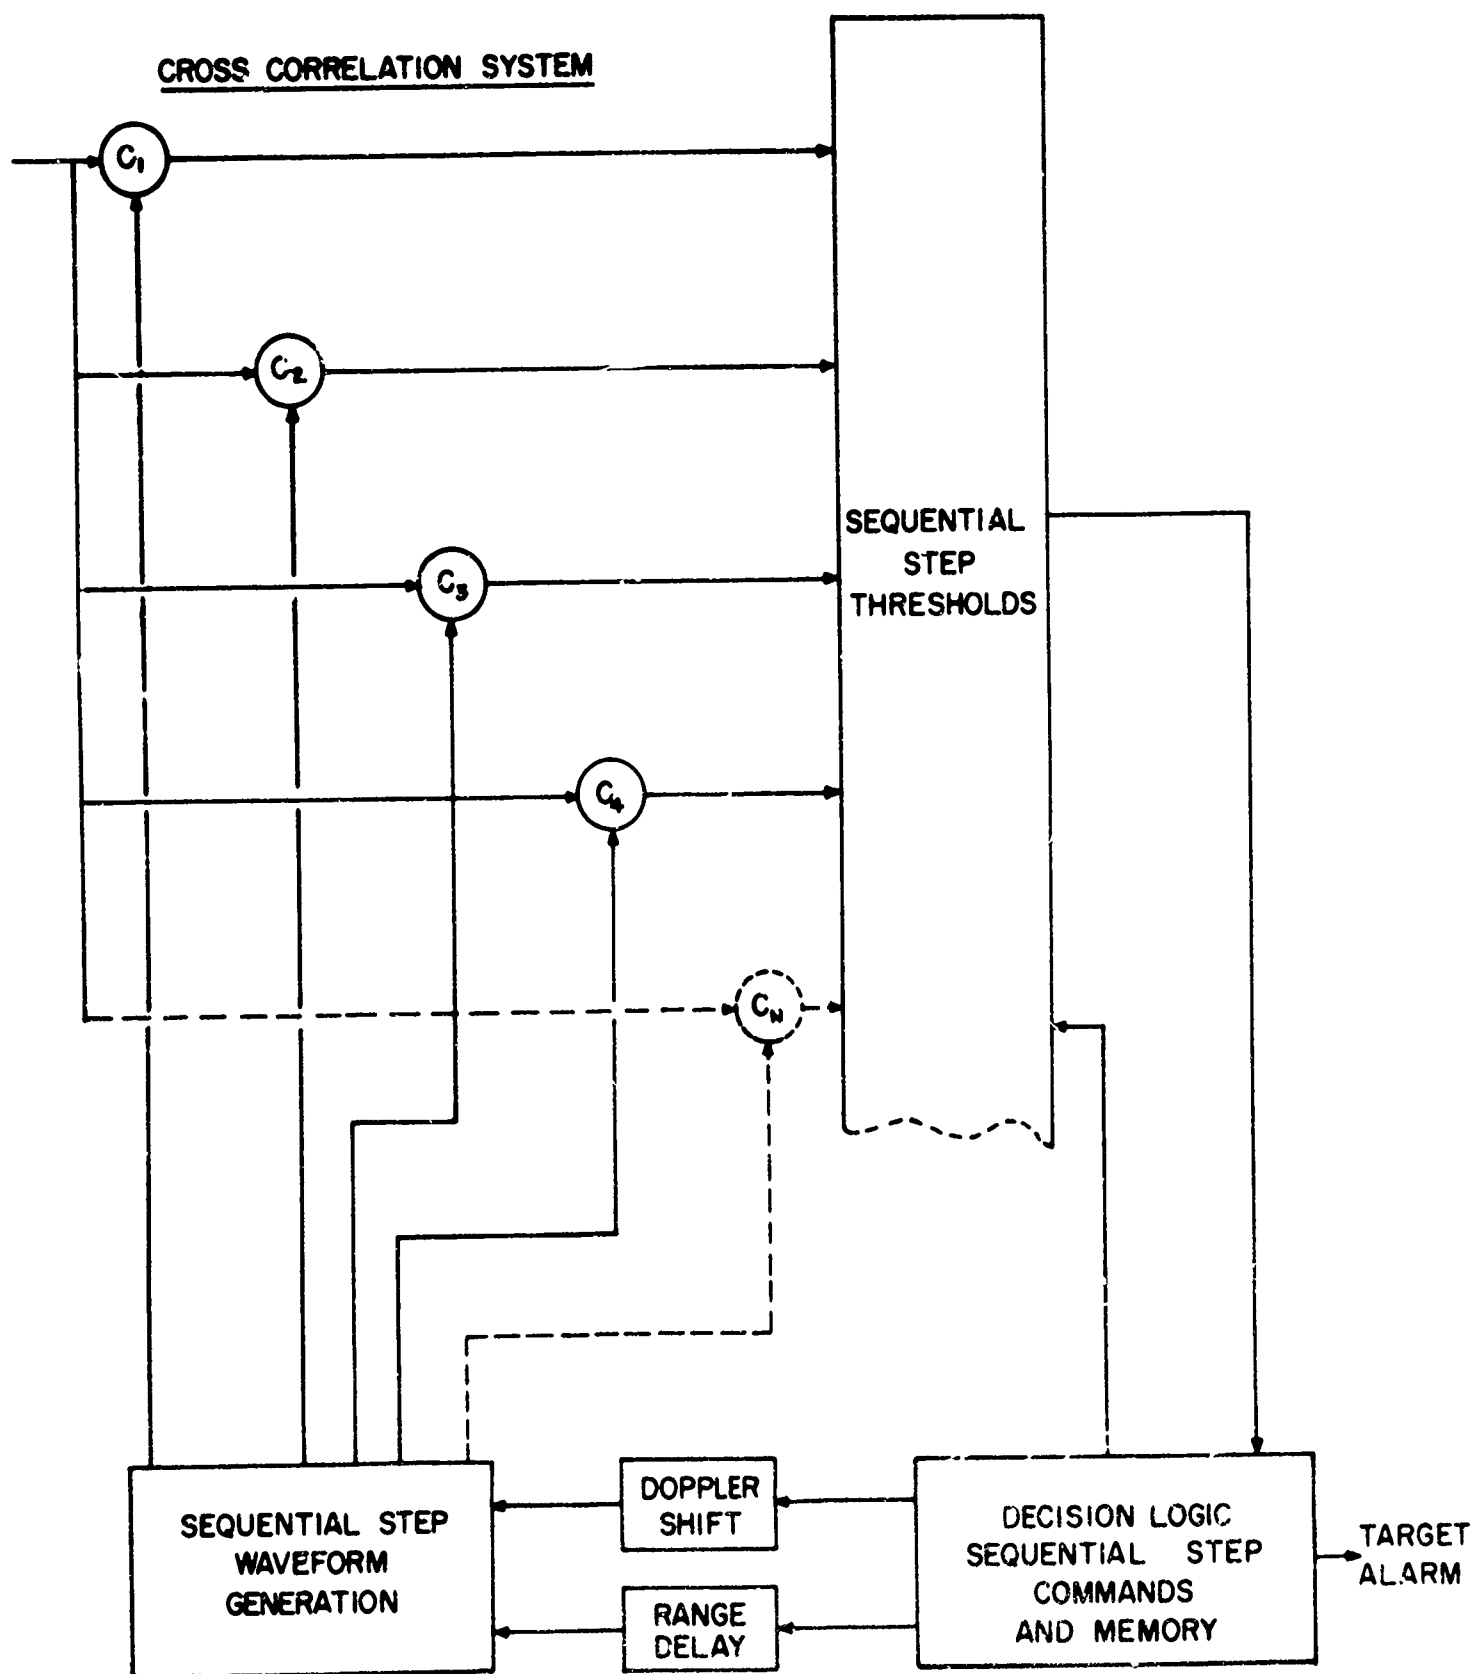 CROSS CORRELATION SYSTEM
C1
C2
C3
C4
CN
SEQUENTIAL
STEP
THRESHOLDS
SEQUENTIAL STEP
WAVEFORM
GENERATION
DOPPLER
SHIFT
RANGE
DELAY
DECISION LOGIC
SEQUENTIAL STEP
COMMANDS
AND MEMORY
TARGET
ALARM